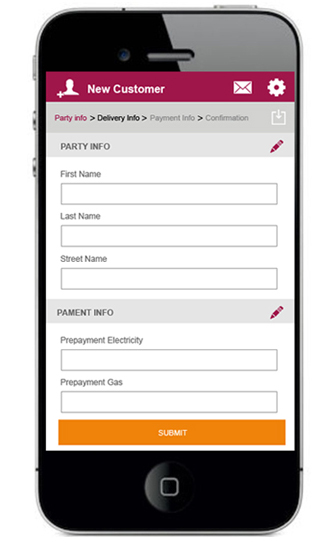 New Customer
Party info > Delivery Info > Payment Info > Confirmation
PARTY INFO
First Name
Last Name
Street Name
PAMENT INFO
Prepayment Electricity
Prepayment Gas
SUBMIT